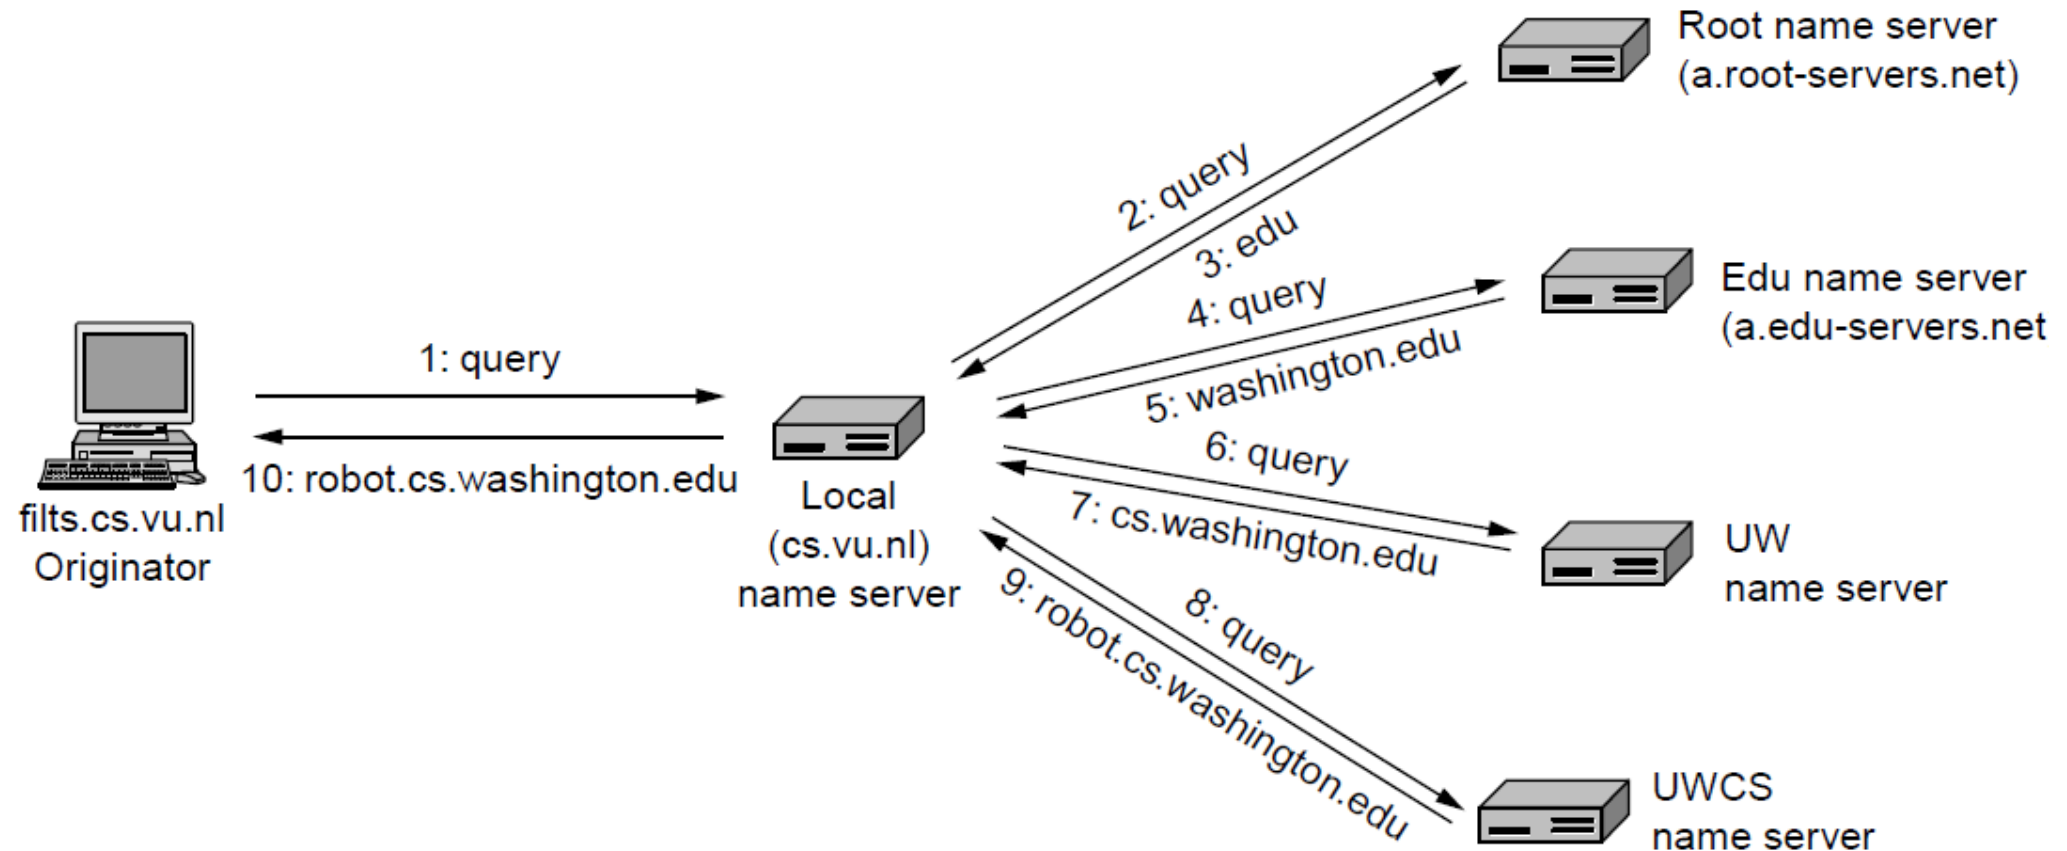 Root name server
(a.root-servers.net)
2: query
3: edu
4: query
Edu name server
(a.edu-servers.net
5: washington.edu
1: query
10: robot.cs.washington.edu
filts.cs.vu.nl
Originator
Local
(cs.vu.nl)
name server
6: query
7: cs.washington.edu
UW
name server
8: query
9: robot.cs.washington.edu
UWCS
name server